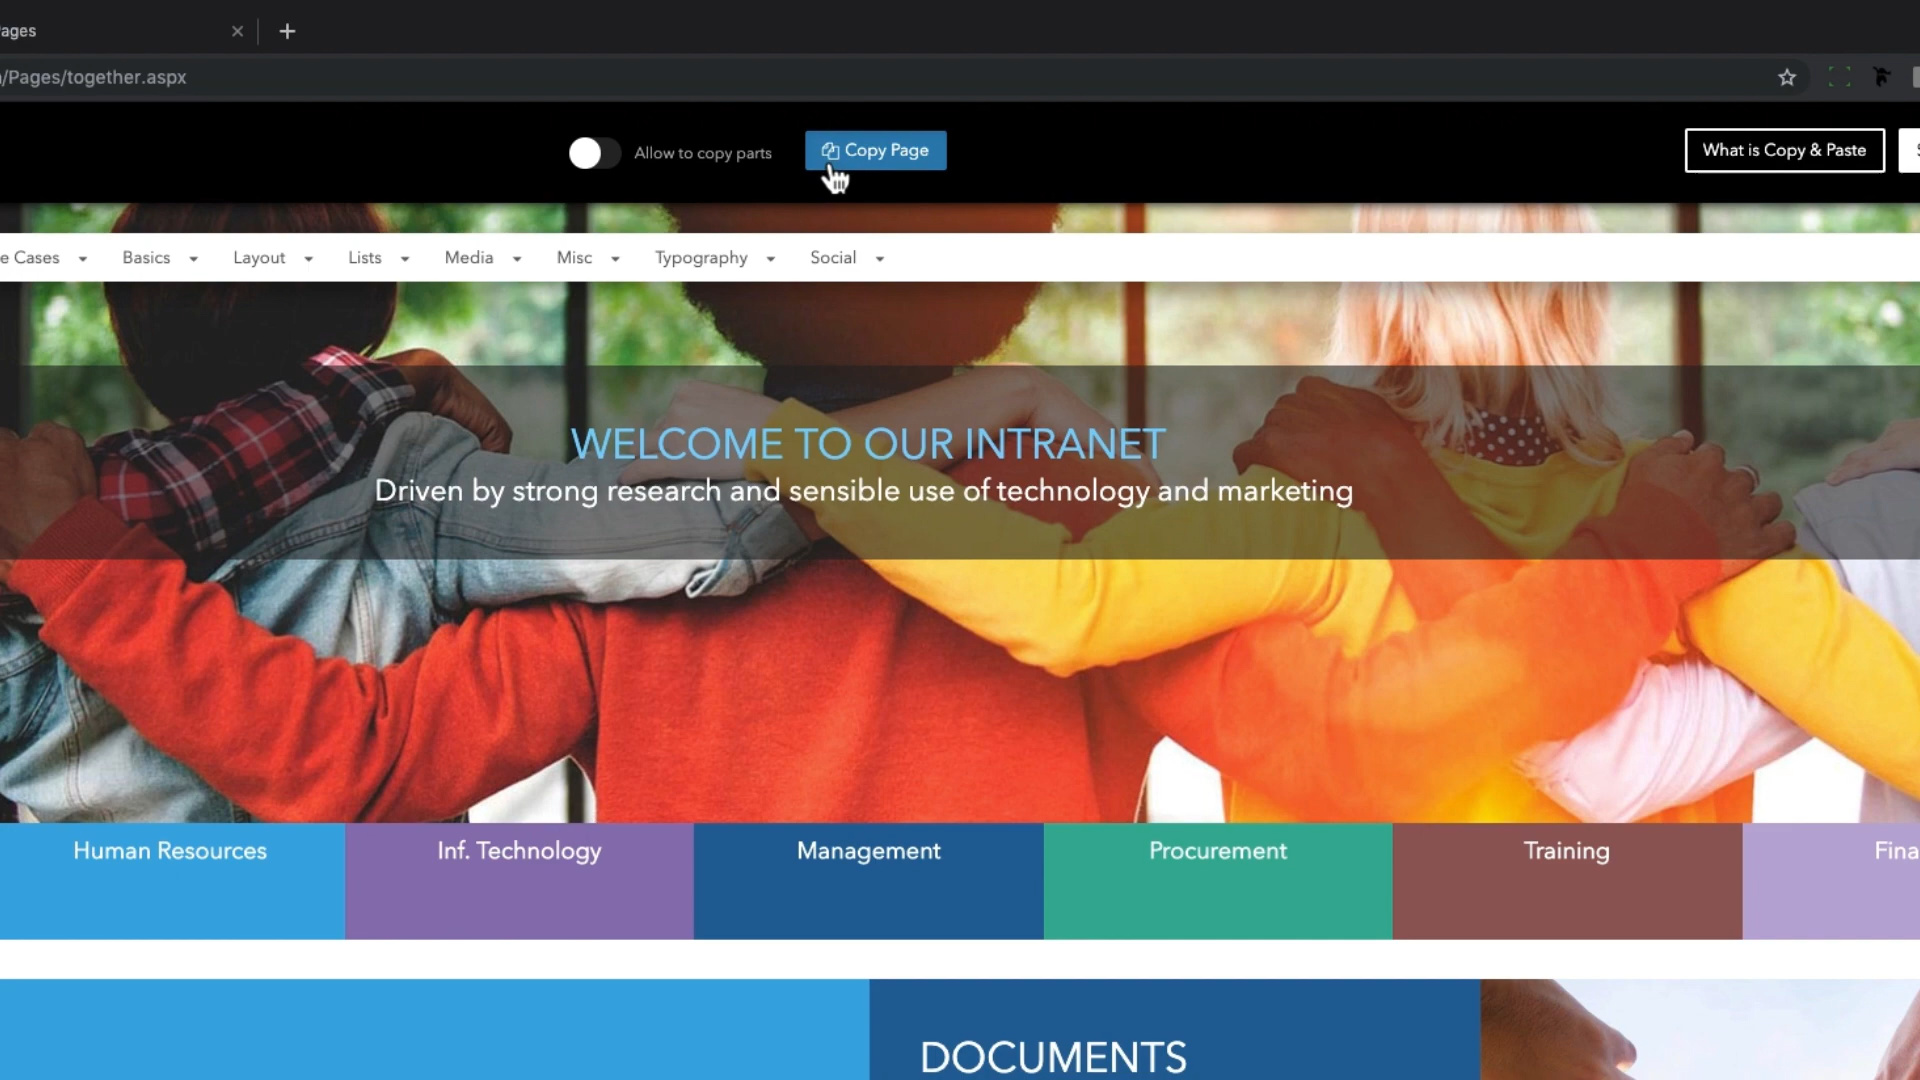 ages
/Pages/together.aspx
Allow to copy parts
Copy Page
What is Copy & Paste
e Cases Basics Layout Lists Media Misc Typography Social
WELCOME TO OUR INTRANET
Driven by strong research and sensible use of technology and marketing
Human Resources Inf. Technology Management Procurement Training Fina
DOCUMENTS